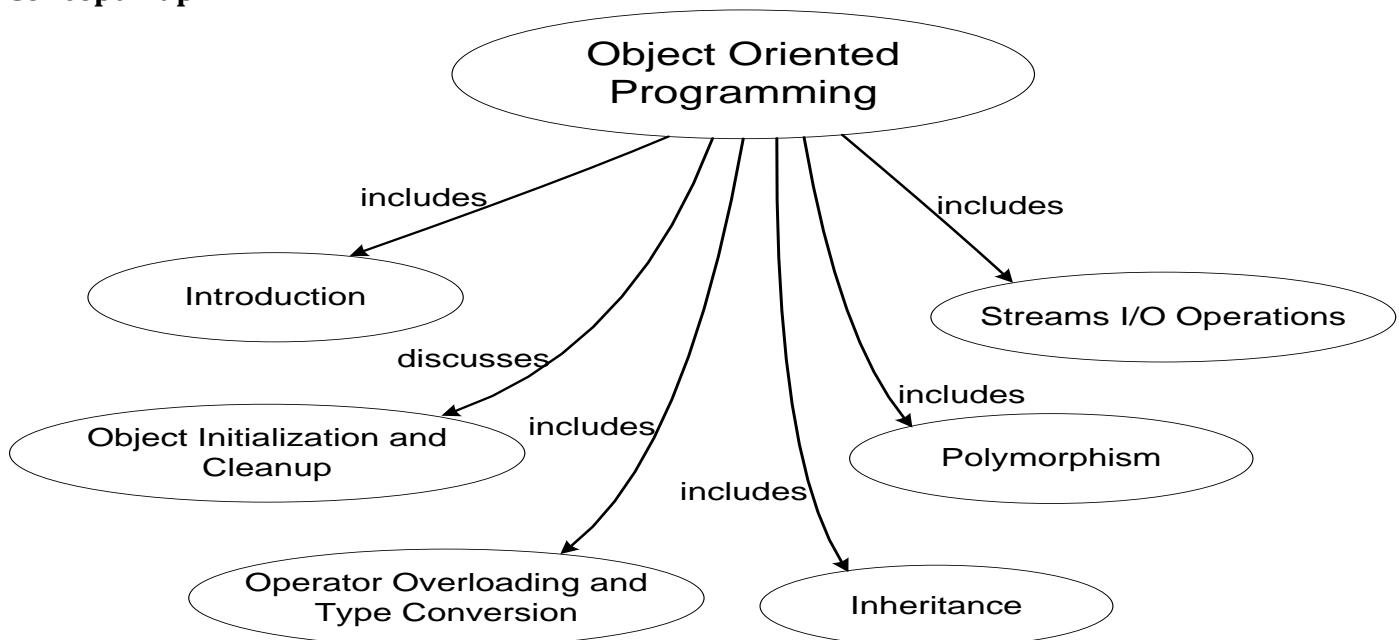 Object Oriented
Programming
includes
includes
Introduction
Streams I/O Operations
discusses
includes
Object Initialization and
Cleanup
includes
Polymorphism
includes
Operator Overloading and
Type Conversion
Inheritance